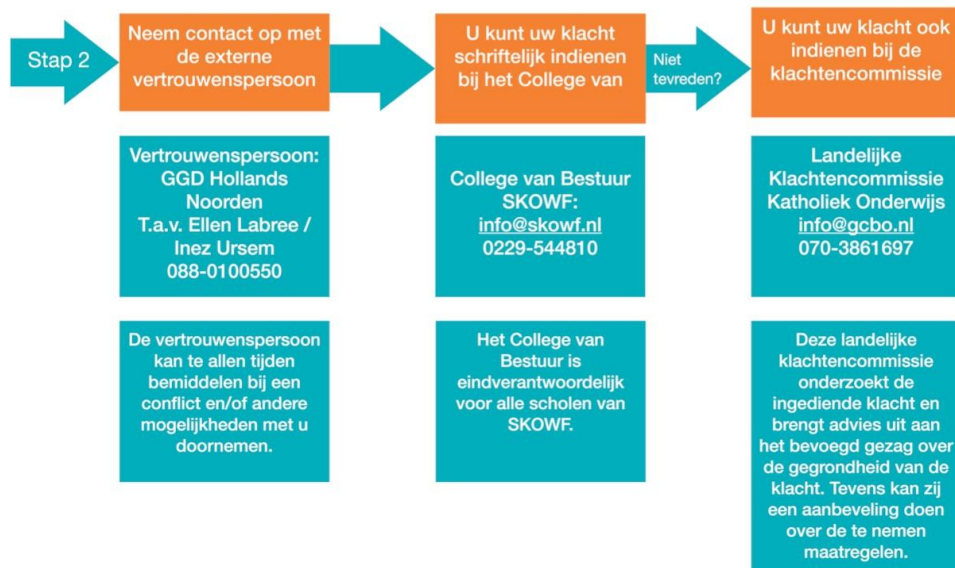 Stap 2
Neem contact op met
de externe
vertrouwenspersoon
U kunt uw klacht
schriftelijk indienen
bij het College van
Niet
tevreden?
U kunt uw klacht ook
indienen bij de
klachtencommissie
Vertrouwenspersoon:
GGD Hollands
Noorden
T.a.v. Ellen Labree /
Inez Ursem
088-0100550
College van Bestuur
SKOWF:
info@skowf.nl
0229-544810
Landelijke
Klachtencommissie
Katholiek Onderwijs
info@gcbo.nl
070-3861697
De vertrouwenspersoon
kan te allen tijden
bemiddelen bij een
conflict en/of andere
mogelijkheden met u
doornemen.
Het College van
Bestuur is
eindverantwoordelijk
voor alle scholen van
SKOWF.
Deze landelijke
klachtencommissie
onderzoekt de
ingediende klacht en
brengt advies uit aan
het bevoegd gezag over
de gegrondheid van de
klacht. Tevens kan zij
een aanbeveling doen
over de te nemen
maatregelen.